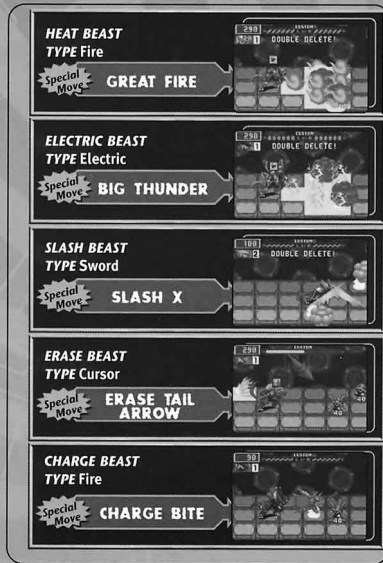 HEAT BEAST
TYPE Fire
Special Move
GREAT FIRE
290
CUSTOM
1
DOUBLE DELETE!
ELECTRIC BEAST
TYPE Electric
Special Move
BIG THUNDER
290
CUSTOM
1
DOUBLE DELETE!
SLASH BEAST
TYPE Sword
Special Move
SLASH X
100
CUSTOM
2
DOUBLE DELETE!
ERASE BEAST
TYPE Cursor
Special Move
ERASE TAIL
ARROW
290
CUSTOM
1
40
40
CHARGE BEAST
TYPE Fire
Special Move
CHARGE BITE
90
CUSTOM
1
40